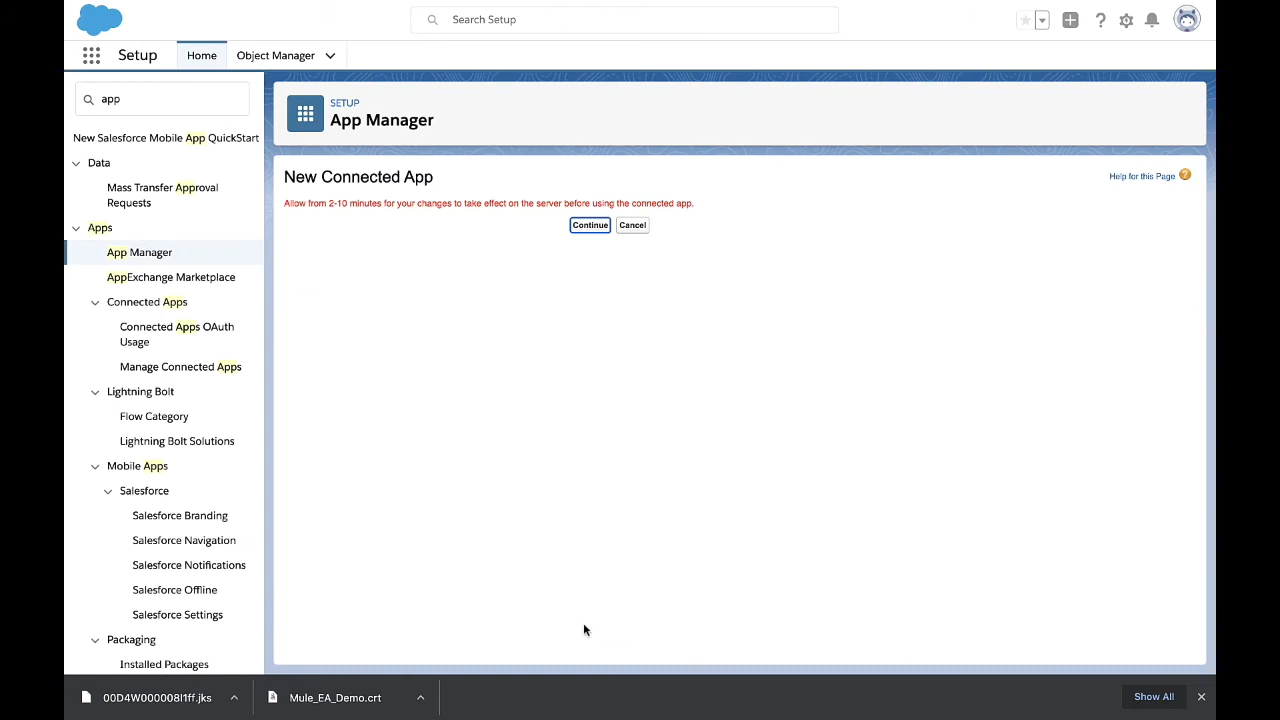 Search Setup
Setup
Home
Object Manager
app
New Salesforce Mobile App QuickStart
Data
Mass Transfer Approval
Requests
Apps
App Manager
AppExchange Marketplace
Connected Apps
Connected Apps OAuth
Usage
Manage Connected Apps
Lightning Bolt
Flow Category
Lightning Bolt Solutions
Mobile Apps
Salesforce
Salesforce Branding
Salesforce Navigation
Salesforce Notifications
Salesforce Offline
Salesforce Settings
Packaging
Installed Packages
SETUP
App Manager
New Connected App
Help for this Page
Allow from 2-10 minutes for your changes to take effect on the server before using the connected app.
Continue
Cancel
00D4W000008I1ff.jks
Mule_EA_Demo.crt
Show All